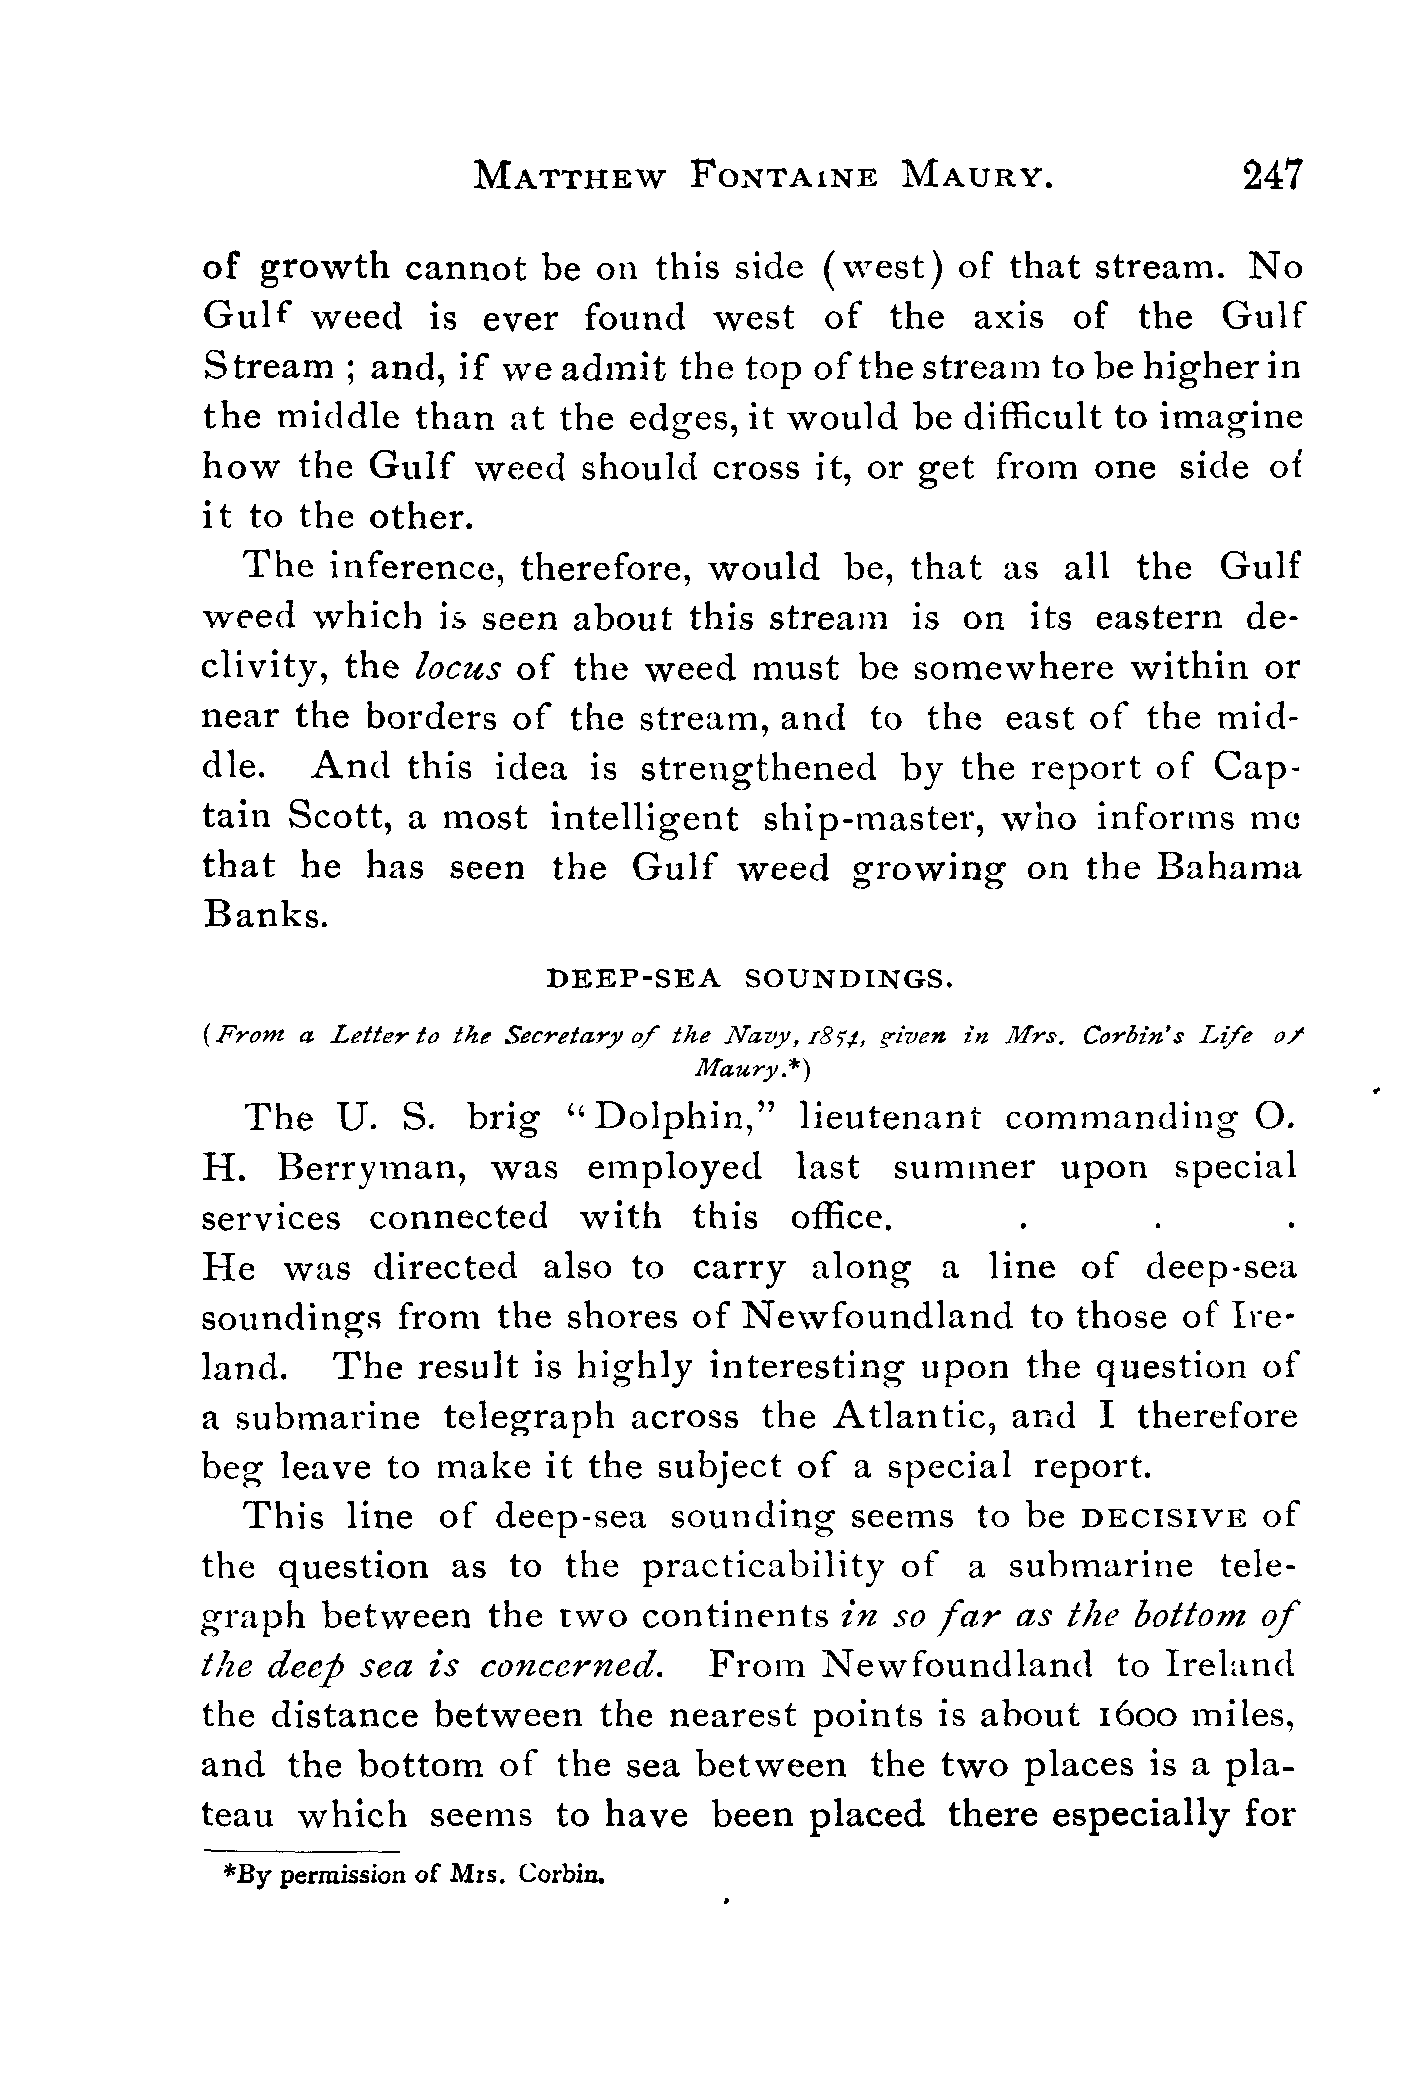 MATTHEW FONTAINE MAURY. 247
of growth cannot be on this side (west) of that stream. No
Gulf weed is ever found west of the axis of the Gulf
Stream ; and, if we admit the top of the stream to be higher in
the middle than at the edges, it would be difficult to imagine
how the Gulf weed should cross it, or get from one side of
it to the other.
The inference, therefore, would be, that as all the Gulf
weed which is seen about this stream is on its eastern de-
clivity, the locus of the weed must be somewhere within or
near the borders of the stream, and to the east of the mid-
dle. And this idea is strengthened by the report of Cap-
tain Scott, a most intelligent ship-master, who informs me
that he has seen the Gulf weed growing on the Bahama
Banks.
DEEP-SEA SOUNDINGS.
(From a Letter to the Secretary of the Navy, 1854, given in Mrs. Corbin's Life of
Maury.*)
The U. S. brig "Dolphin," lieutenant commanding O.
H. Berryman, was employed last summer upon special
services connected with this office. . . .
He was directed also to carry along a line of deep-sea
soundings from the shores of Newfoundland to those of Ire-
land. The result is highly interesting upon the question of
a submarine telegraph across the Atlantic, and I therefore
beg leave to make it the subject of a special report.
This line of deep-sea sounding seems to be DECISIVE of
the question as to the practicability of a submarine tele-
graph between the two continents in so far as the bottom of
the deep sea is concerned. From Newfoundland to Ireland
the distance between the nearest points is about 1600 miles,
and the bottom of the sea between the two places is a pla-
teau which seems to have been placed there especially for
*By permission of Mrs. Corbin.